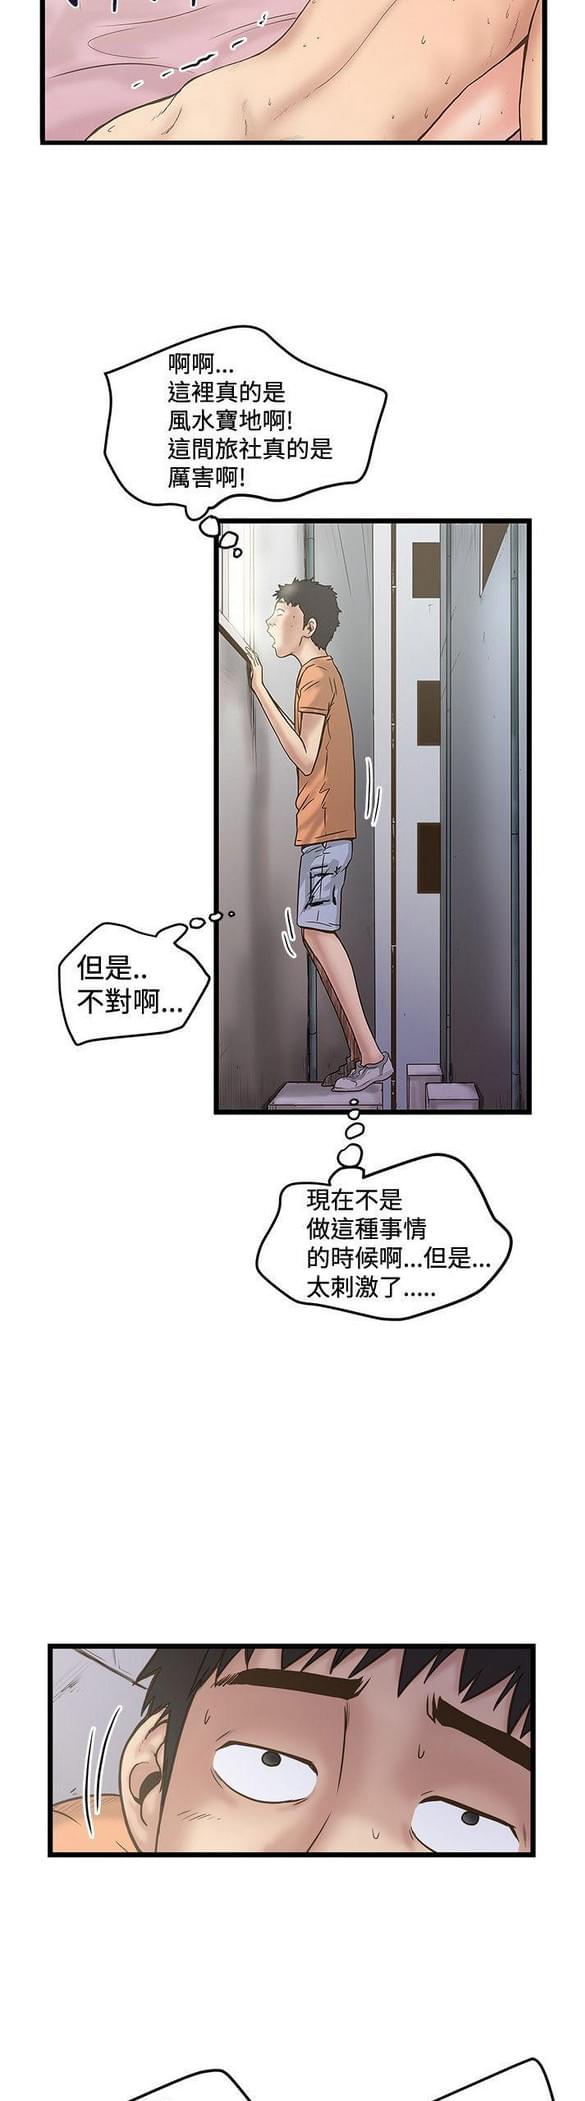 啊啊...
這裡真的是
風水寶地啊!
這間旅社真的是
厲害啊!
但是..
不對啊...
現在不是
做這種事情
的時候啊...但是...
太刺激了.....